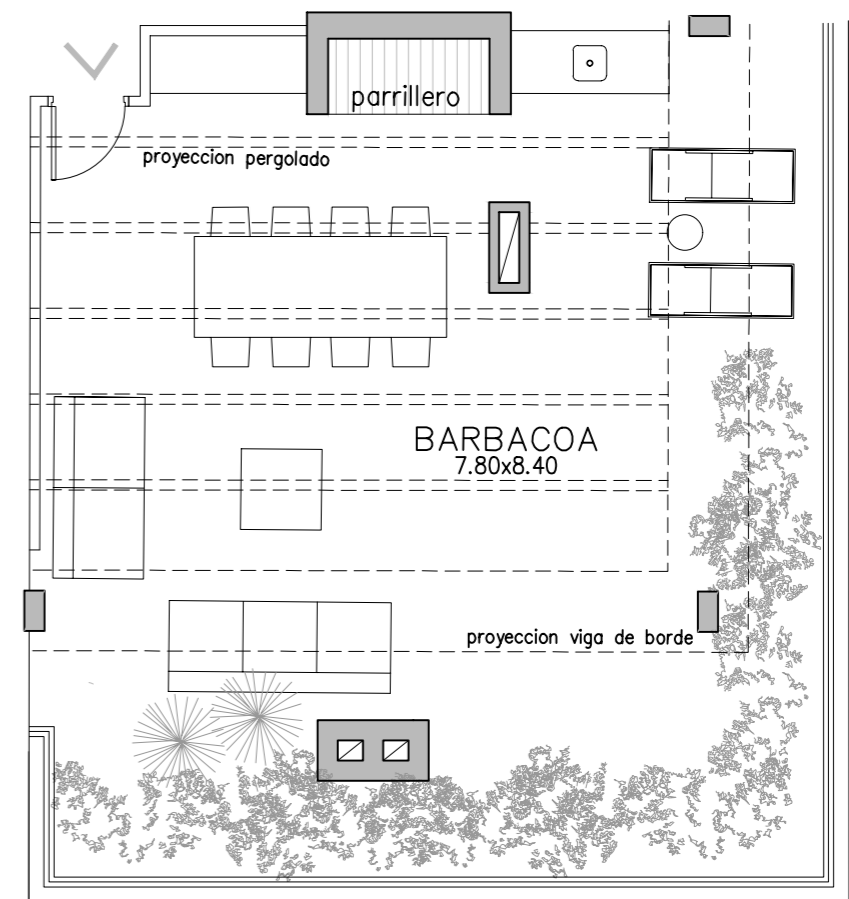 parrillero
proyeccion pergolado
BARBACOA
7.80x8.40
proyeccion viga de borde